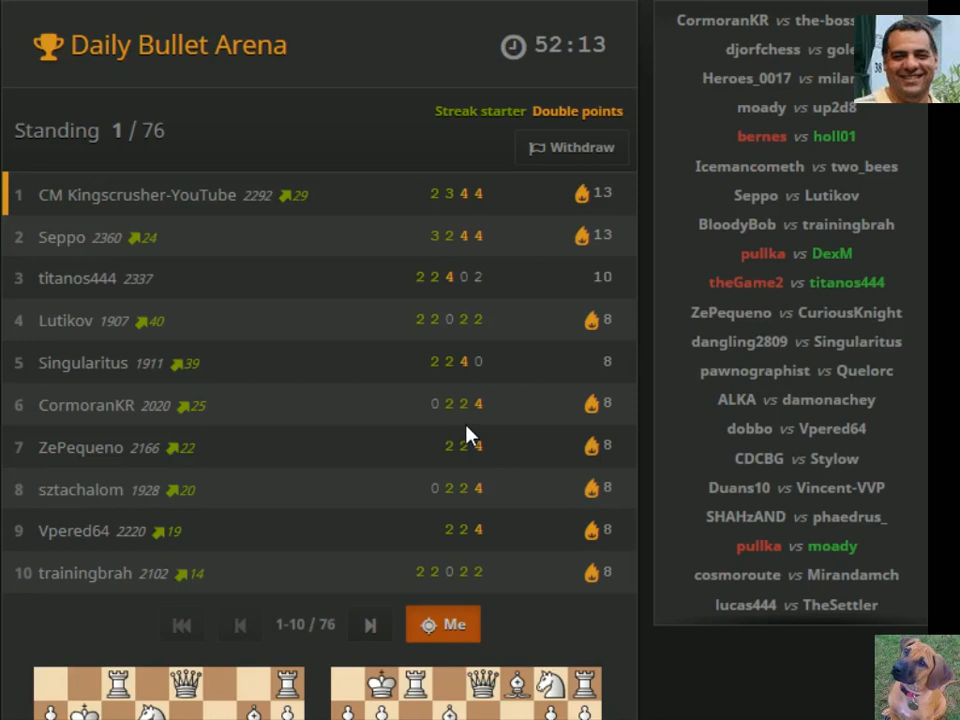 Daily Bullet Arena
52:13
Streak starter Double points
Standing 1 / 76
Withdraw
1 CM Kingscrusher-YouTube 2292 29 2 3 4 4 13
2 Seppo 2360 24 3 2 4 4 13
3 titanos444 2337 2 2 4 0 2 10
4 Lutikov 1907 40 2 2 0 2 2 8
5 Singularitus 1911 39 2 2 4 0 8
6 CormoranKR 2020 25 0 2 2 4 8
7 ZePequeno 2166 22 2 2 4 8
8 sztachalom 1928 20 0 2 2 4 8
9 Vpered64 2220 19 2 2 4 8
10 trainingbrah 2102 14 2 2 0 2 2 8
1-10 / 76
Me
CormoranKR vs the-boss
djorfchess vs gole
Heroes_0017 vs milan
moady vs up2d8
bernes vs holl01
Icemancometh vs two_bees
Seppo vs Lutikov
BloodyBob vs trainingbrah
pullka vs DexM
theGame2 vs titanos444
ZePequeno vs CuriousKnight
dangling2809 vs Singularitus
pawnographist vs Quelorc
ALKA vs damonachey
dobbo vs Vpered64
CDCBG vs Stylow
Duans10 vs Vincent-VVP
SHAHzAND vs phaedrus_
pullka vs moady
cosmoroute vs Mirandamch
lucas444 vs TheSettler